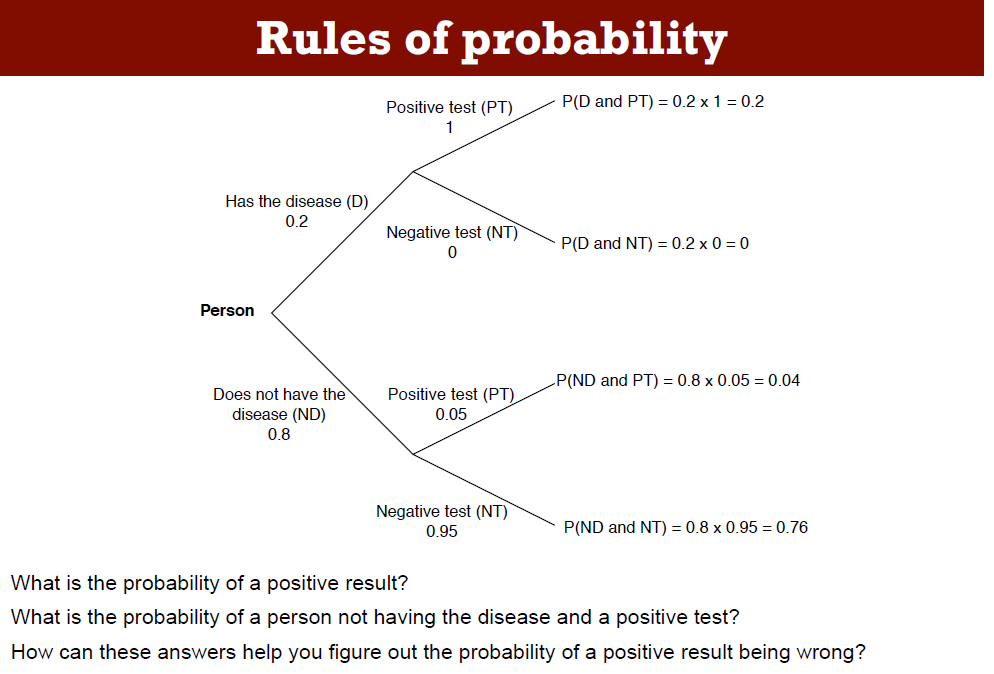 Rules of probability
Positive test (PT)
1
P(D and PT) = 0.2 x 1 = 0.2
Has the disease (D)
0.2
Negative test (NT)
0
P(D and NT) = 0.2 x 0 = 0
Person
Does not have the
disease (ND)
0.8
Positive test (PT)
0.05
P(ND and PT) = 0.8 x 0.05 = 0.04
Negative test (NT)
0.95
P(ND and NT) = 0.8 x 0.95 = 0.76
What is the probability of a positive result?
What is the probability of a person not having the disease and a positive test?
How can these answers help you figure out the probability of a positive result being wrong?